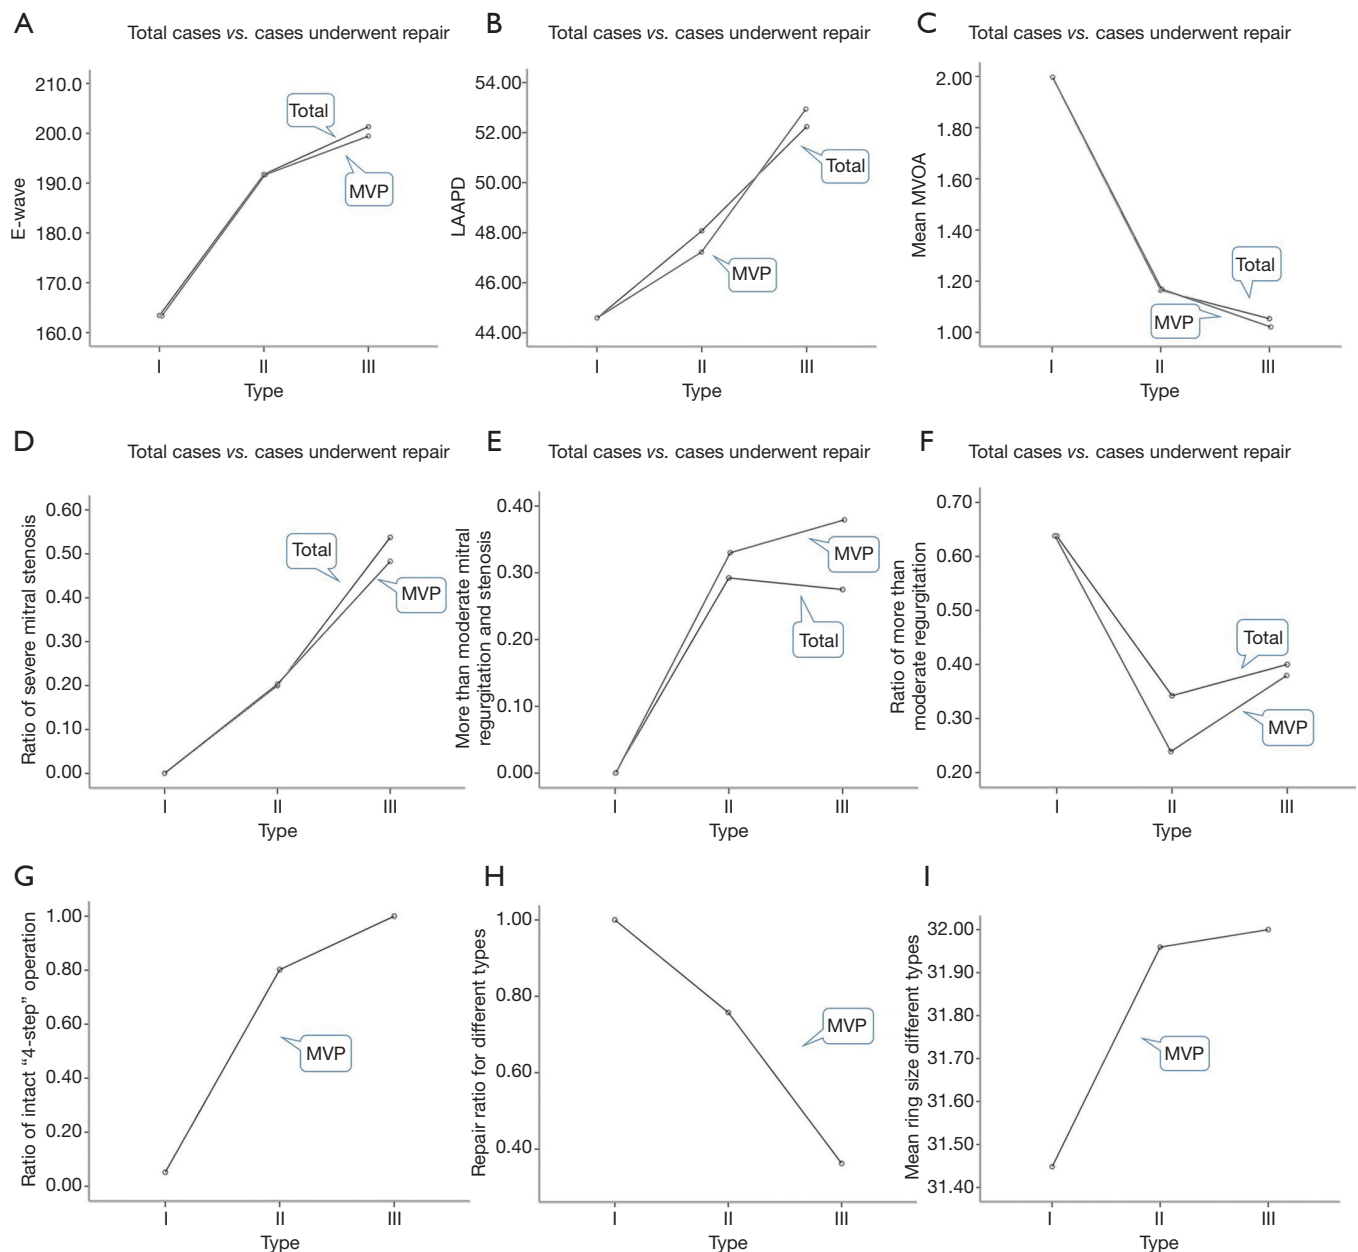 A
Total cases vs. cases underwent repair
E-wave
210.0
200.0
190.0
180.0
170.0
160.0
Total
MVP
I II III
Type
B
Total cases vs. cases underwent repair
LAAPD
54.00
52.00
50.00
48.00
46.00
44.00
Total
MVP
I II III
Type
C
Total cases vs. cases underwent repair
Mean MVOA
2.00
1.80
1.60
1.40
1.20
1.00
Total
MVP
I II III
Type
D
Total cases vs. cases underwent repair
Ratio of severe mitral stenosis
0.60
0.50
0.40
0.30
0.20
0.10
0.00
Total
MVP
I II III
Type
E
Total cases vs. cases underwent repair
More than moderate mitral
regurgitation and stenosis
0.40
0.30
0.20
0.10
0.00
MVP
Total
I II III
Type
F
Total cases vs. cases underwent repair
Ratio of more than
moderate regurgitation
0.70
0.60
0.50
0.40
0.30
0.20
Total
MVP
I II III
Type
G
Ratio of intact “4-step” operation
1.00
0.80
0.60
0.40
0.20
0.00
MVP
I II III
Type
H
Repair ratio for different types
1.00
0.80
0.60
0.40
MVP
I II III
Type
I
Mean ring size different types
32.00
31.90
31.80
31.70
31.60
31.50
31.40
MVP
I II III
Type